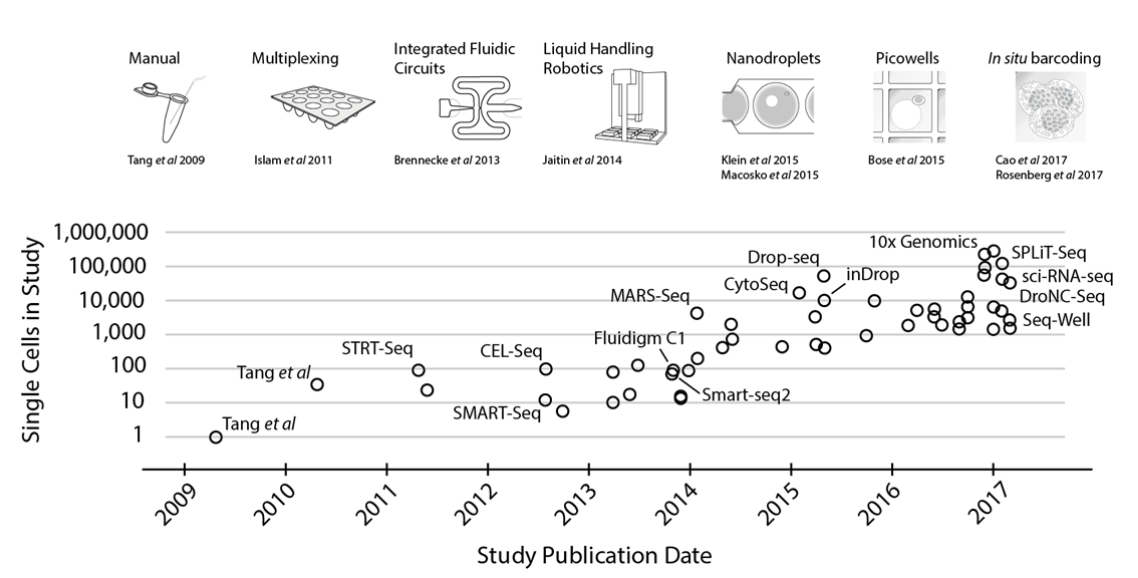 Manual
Multiplexing
Integrated Fluidic
Circuits
Liquid Handling
Robotics
Nanodroplets
Picowells
In situ barcoding
Tang et al 2009
Islam et al 2011
Brennecke et al 2013
Jaitin et al 2014
Klein et al 2015
Macosko et al 2015
Bose et al 2015
Cao et al 2017
Rosenberg et al 2017
Single Cells in Study
1,000,000
100,000
10,000
1,000
100
10
1
Tang et al
Tang et al
STRT-Seq
CEL-Seq
SMART-Seq
Fluidigm C1
Smart-seq2
MARS-Seq
CytoSeq
Drop-seq
inDrop
10x Genomics
SPLiT-Seq
sci-RNA-seq
DroNC-Seq
Seq-Well
2009
2010
2011
2012
2013
2014
2015
2016
2017
Study Publication Date